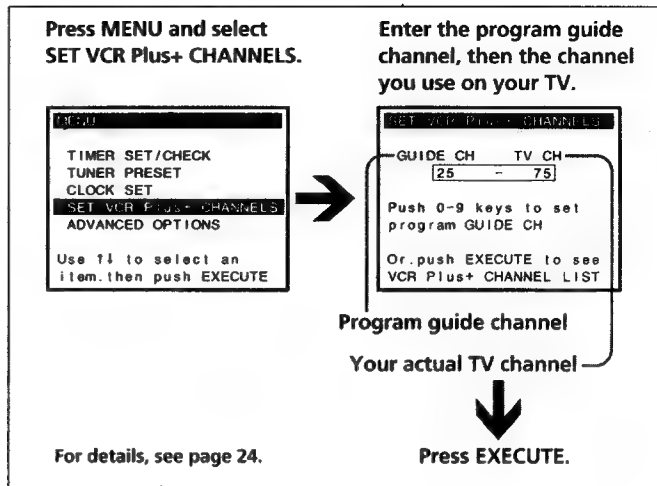 Press MENU and select
SET VCR Plus+ CHANNELS.
MENU
TIMER SET/CHECK
TUNER PRESET
CLOCK SET
SET VCR Plus+ CHANNELS
ADVANCED OPTIONS
Use ↑↓ to select an
item.then push EXECUTE
For details, see page 24.
Enter the program guide
channel, then the channel
you use on your TV.
SET VCR Plus+ CHANNELS
GUIDE CH TV CH
25 – 75
Push 0-9 keys to set
program GUIDE CH
Or.push EXECUTE to see
VCR Plus+ CHANNEL LIST
Program guide channel
Your actual TV channel
Press EXECUTE.